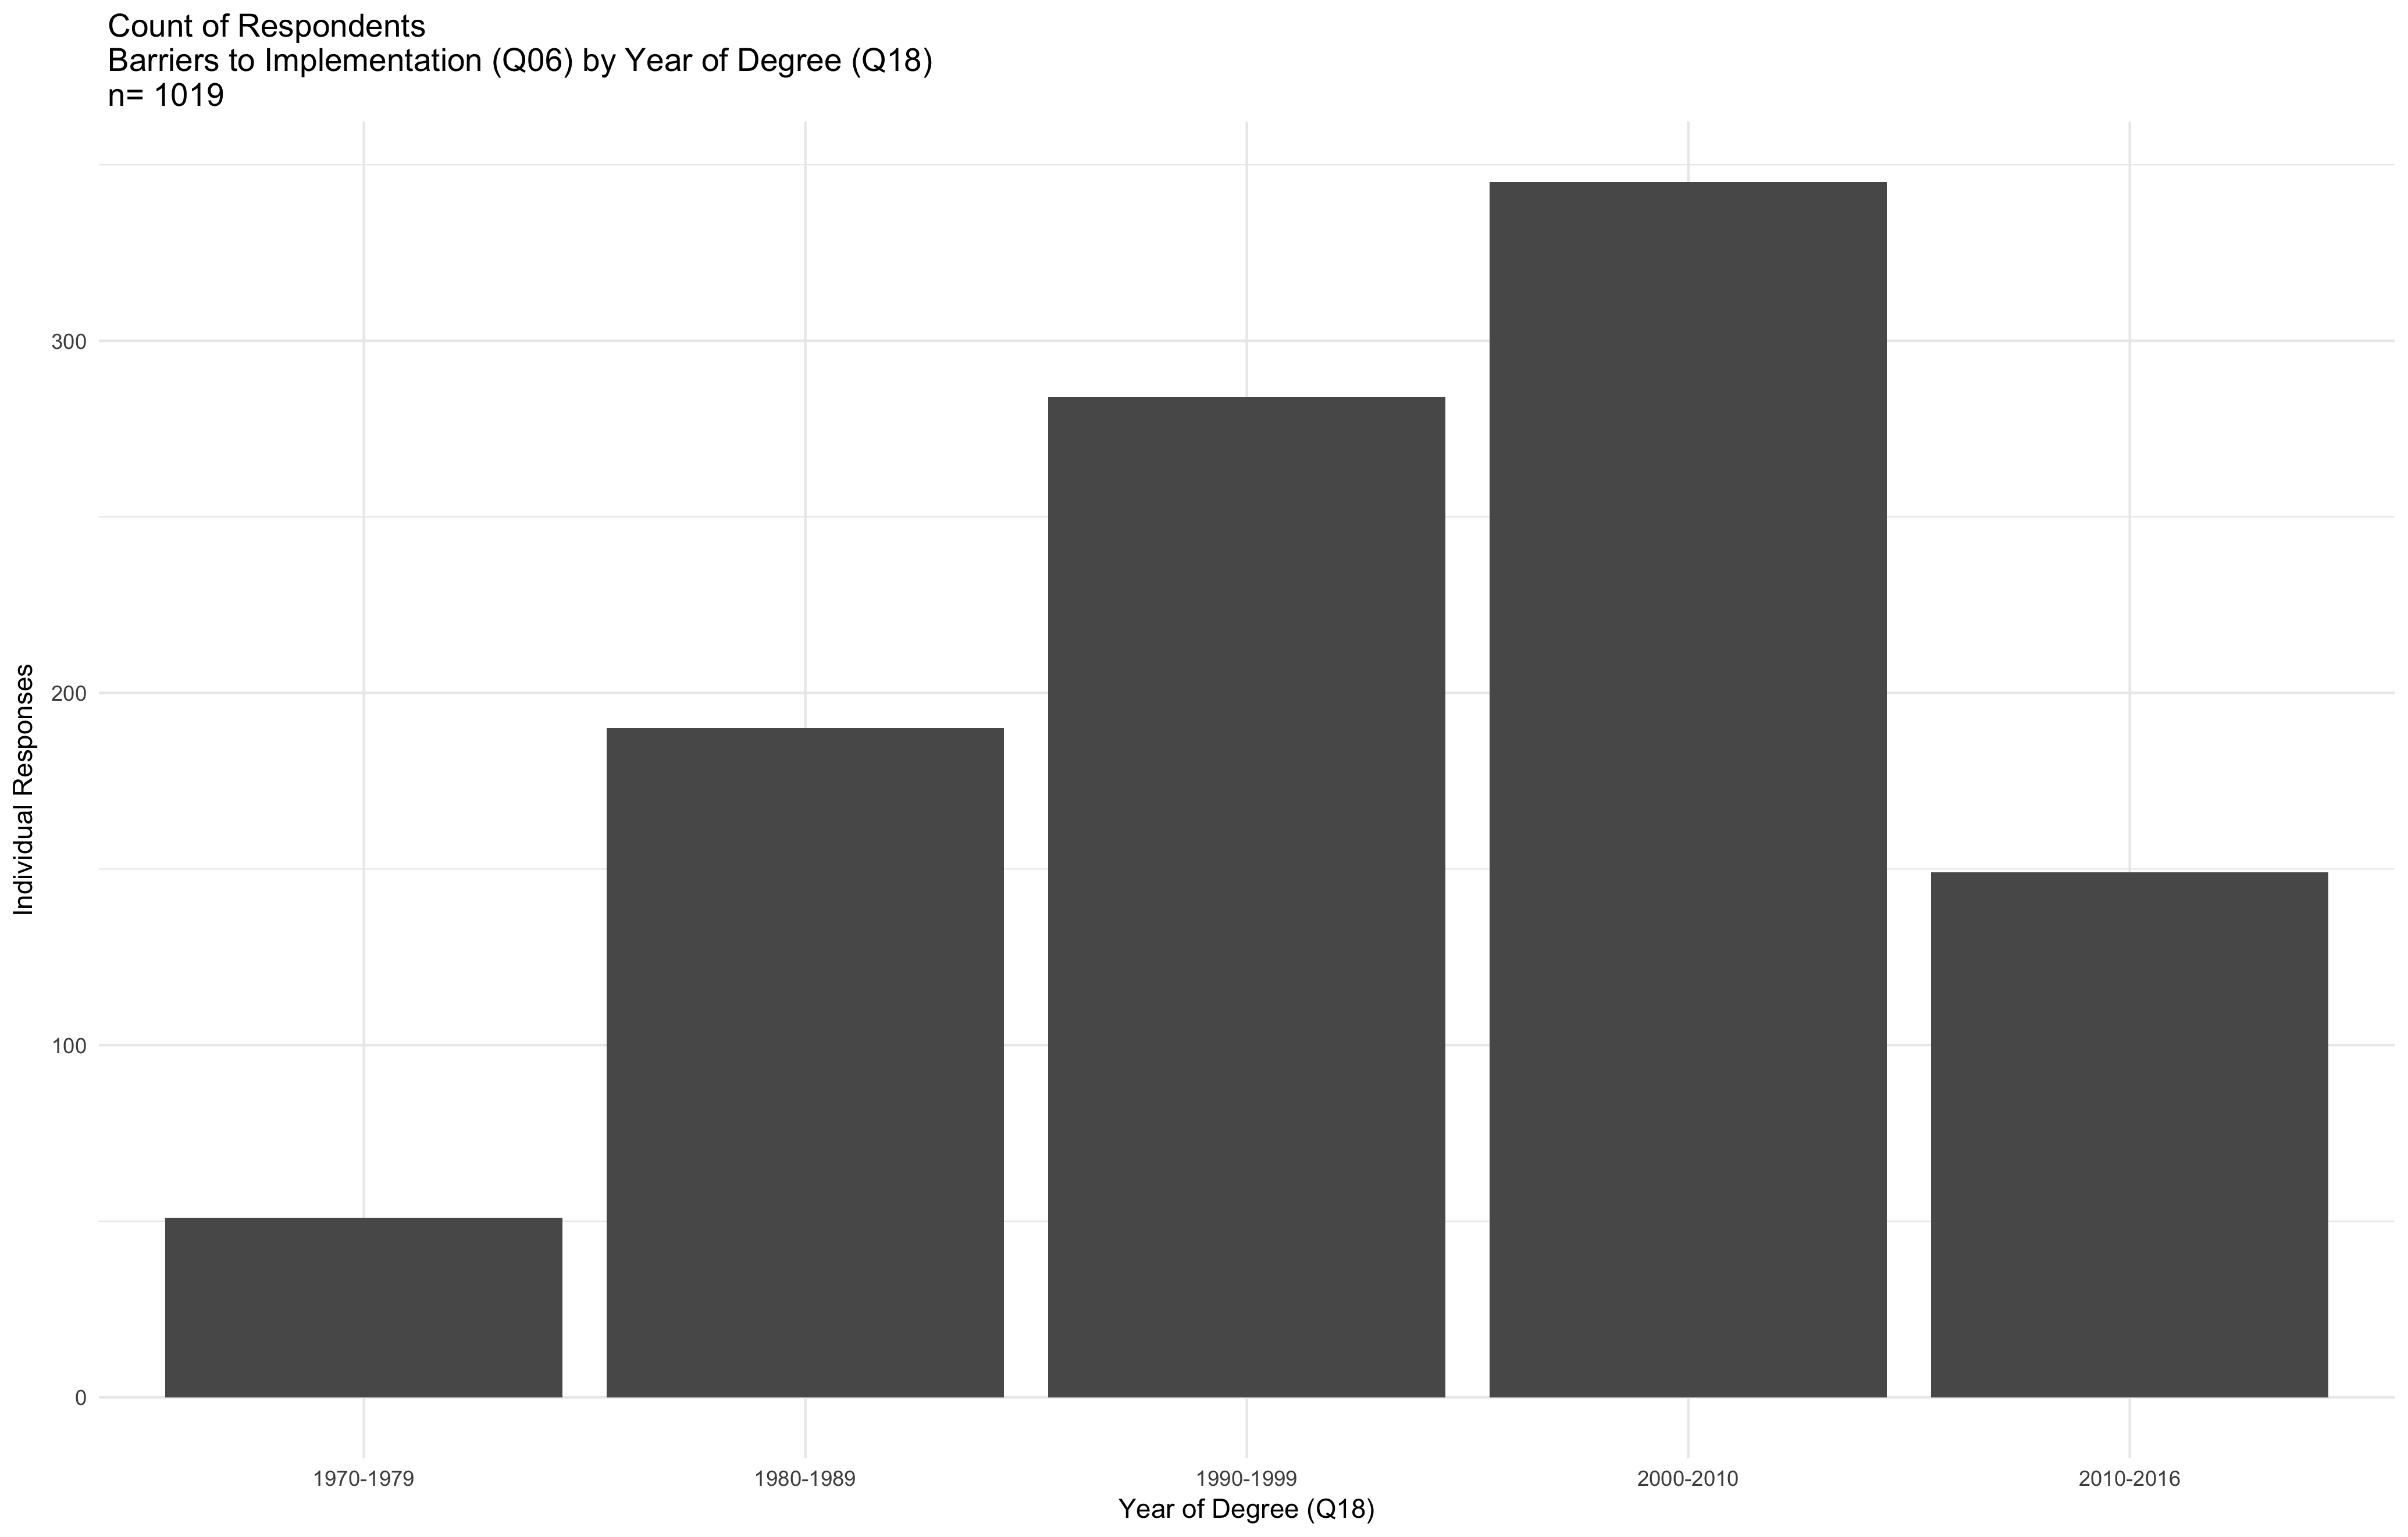 Count of Respondents
Barriers to Implementation (Q06) by Year of Degree (Q18)
n= 1019
Individual Responses
300
200
100
0
1970-1979
1980-1989
1990-1999
2000-2010
2010-2016
Year of Degree (Q18)